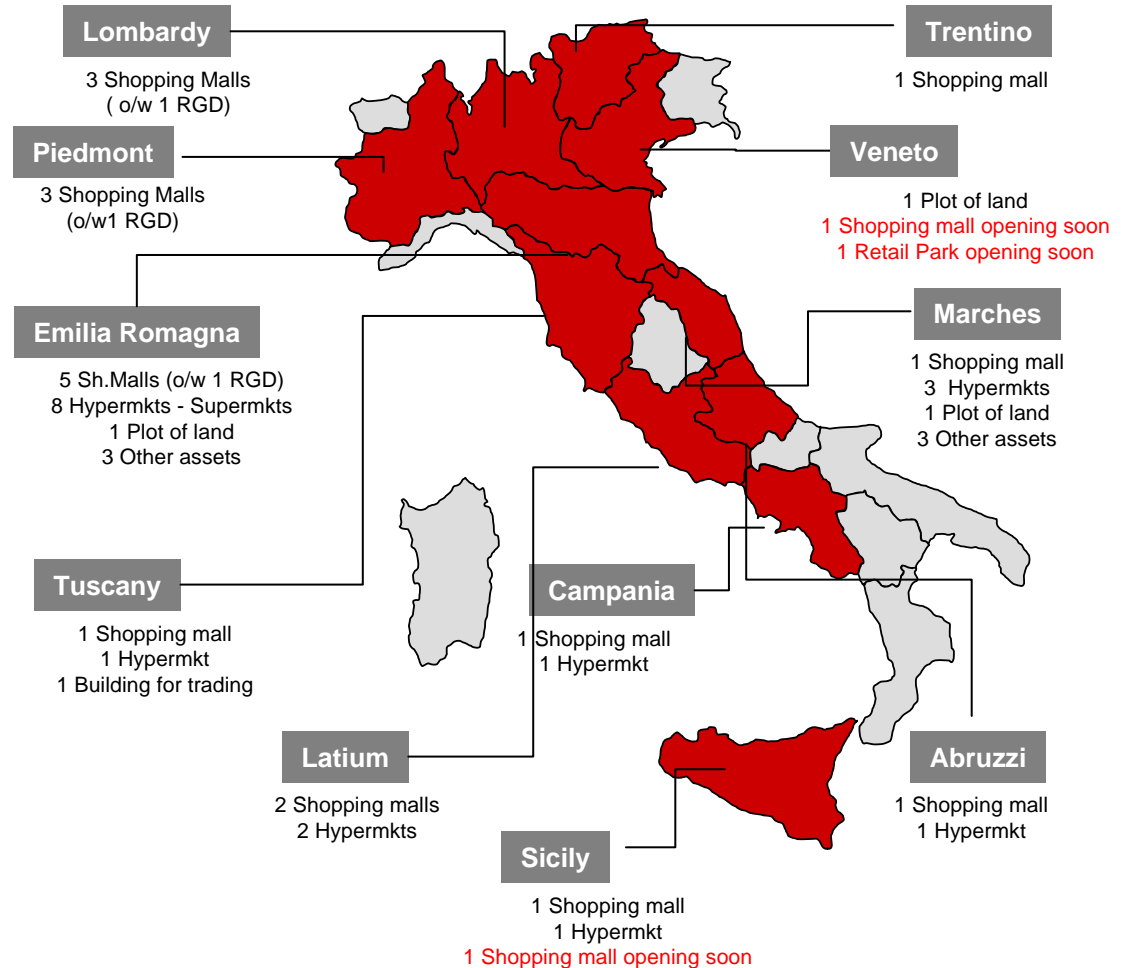 Lombardy
3 Shopping Malls
( o/w 1 RGD)
Trentino
1 Shopping mall
Piedmont
3 Shopping Malls
(o/w1 RGD)
Veneto
1 Plot of land
1 Shopping mall opening soon
1 Retail Park opening soon
Emilia Romagna
5 Sh.Malls (o/w 1 RGD)
8 Hypermkts - Supermkts
1 Plot of land
3 Other assets
Marches
1 Shopping mall
3 Hypermkts
1 Plot of land
3 Other assets
Tuscany
1 Shopping mall
1 Hypermkt
1 Building for trading
Campania
1 Shopping mall
1 Hypermkt
Latium
2 Shopping malls
2 Hypermkts
Abruzzi
1 Shopping mall
1 Hypermkt
Sicily
1 Shopping mall
1 Hypermkt
1 Shopping mall opening soon